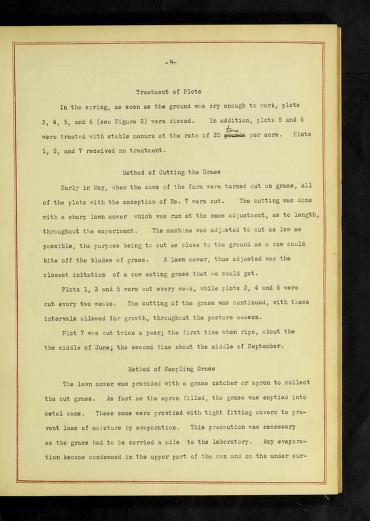 -4-
Treatment of Plots
In the spring, as soon as the ground was dry enough to work, plots
3, 4, 5, and 6 (see Figure 2) were disced. In addition, plots 5 and 6
were treated with stable manure at the rate of 20 pounds tons per acre. Plots
1, 2, and 7 received no treatment.
Method of Cutting the Grass
Early in May, when the cows of the farm were turned out on grass, all
of the plots with the exception of No. 7 were cut. The cutting was done
with a sharp lawn mower which was run at the same adjustment, as to length,
throughout the experiment. The machine was adjusted to cut as low as
possible, the purpose being to cut as close to the ground as a cow could
bite off the blades of grass. A lawn mower, thus adjusted was the
closest imitation of a cow eating grass that we could get.
Plots 1, 3 and 5 were cut every week, while plots 2, 4 and 6 were
cut every two weeks. The cutting of the grass was continued, with these
intervals allowed for growth, throughout the pasture season.
Plot 7 was cut twice a year; the first time when ripe, about the
the middle of June; the second time about the middle of September.
Method of Sampling Grass
The lawn mower was provided with a grass catcher or apron to collect
the cut grass. As fast as the apron filled, the grass was emptied into
metal cans. These cans were provided with tight fitting covers to pre-
vent loss of moisture by evaporation. This precaution was necessary
as the grass had to be carried a mile to the laboratory. Any evapora-
tion became condensed in the upper part of the can and on the under sur-